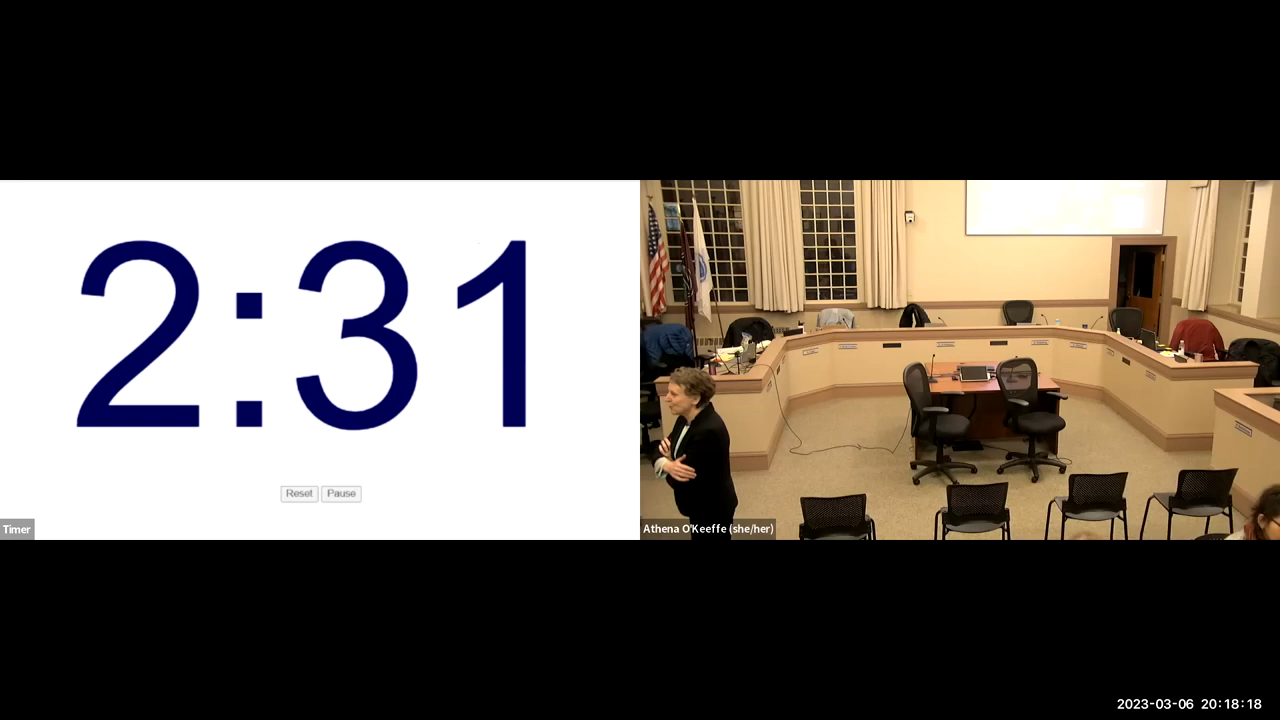 2:31
Reset Pause
Timer
Athena O'Keeffe (she/her)
2023-03-06 20:18:18